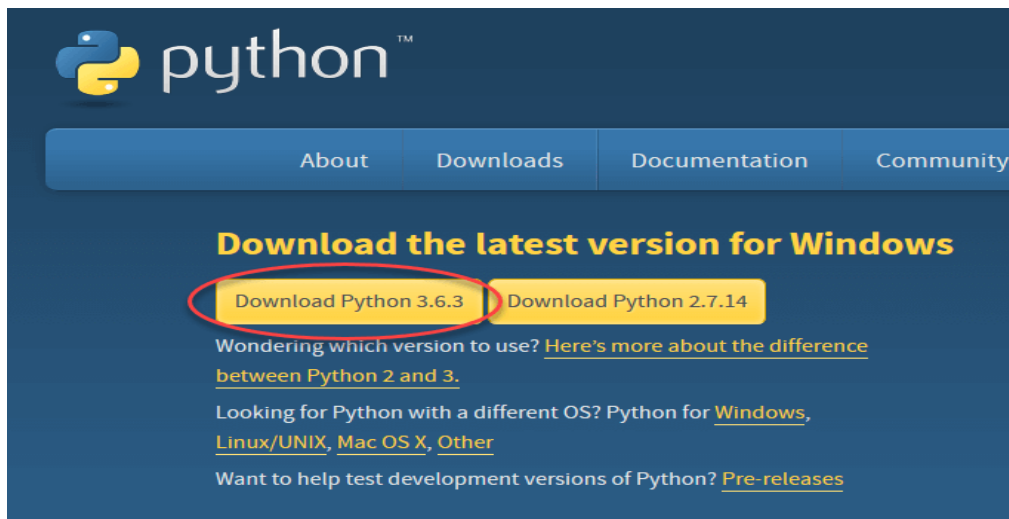 python™
About Downloads Documentation Community
Download the latest version for Windows
Download Python 3.6.3 Download Python 2.7.14
Wondering which version to use? Here's more about the difference
between Python 2 and 3.
Looking for Python with a different OS? Python for Windows,
Linux/UNIX, Mac OS X, Other
Want to help test development versions of Python? Pre-releases